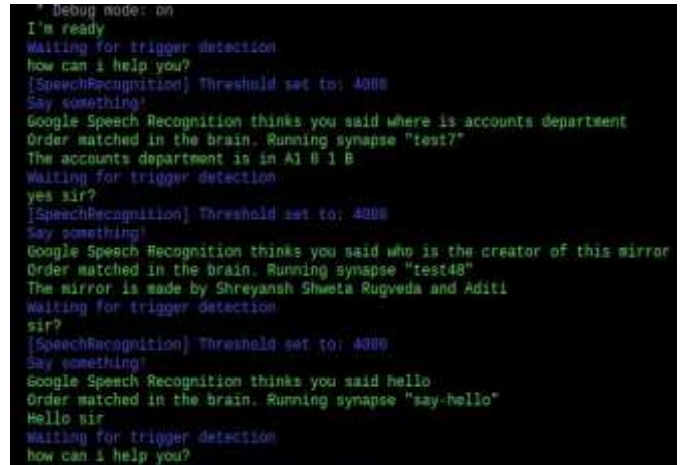 * Debug mode: on
I'm ready
Waiting for trigger detection
how can i help you?
[SpeechRecognition] Threshold set to: 4000
Say something!
Google Speech Recognition thinks you said where is accounts department
Order matched in the brain. Running synapse "test7"
The accounts department is in A1 0 1 B
Waiting for trigger detection
yes sir?
[SpeechRecognition] Threshold set to: 4000
Say something!
Google Speech Recognition thinks you said who is the creator of this mirror
Order matched in the brain. Running synapse "test48"
The mirror is made by Shreyansh Shweta Rugveda and Aditi
Waiting for trigger detection
sir?
[SpeechRecognition] Threshold set to: 4000
Say something!
Google Speech Recognition thinks you said hello
Order matched in the brain. Running synapse "say-hello"
Hello sir
Waiting for trigger detection
how can i help you?